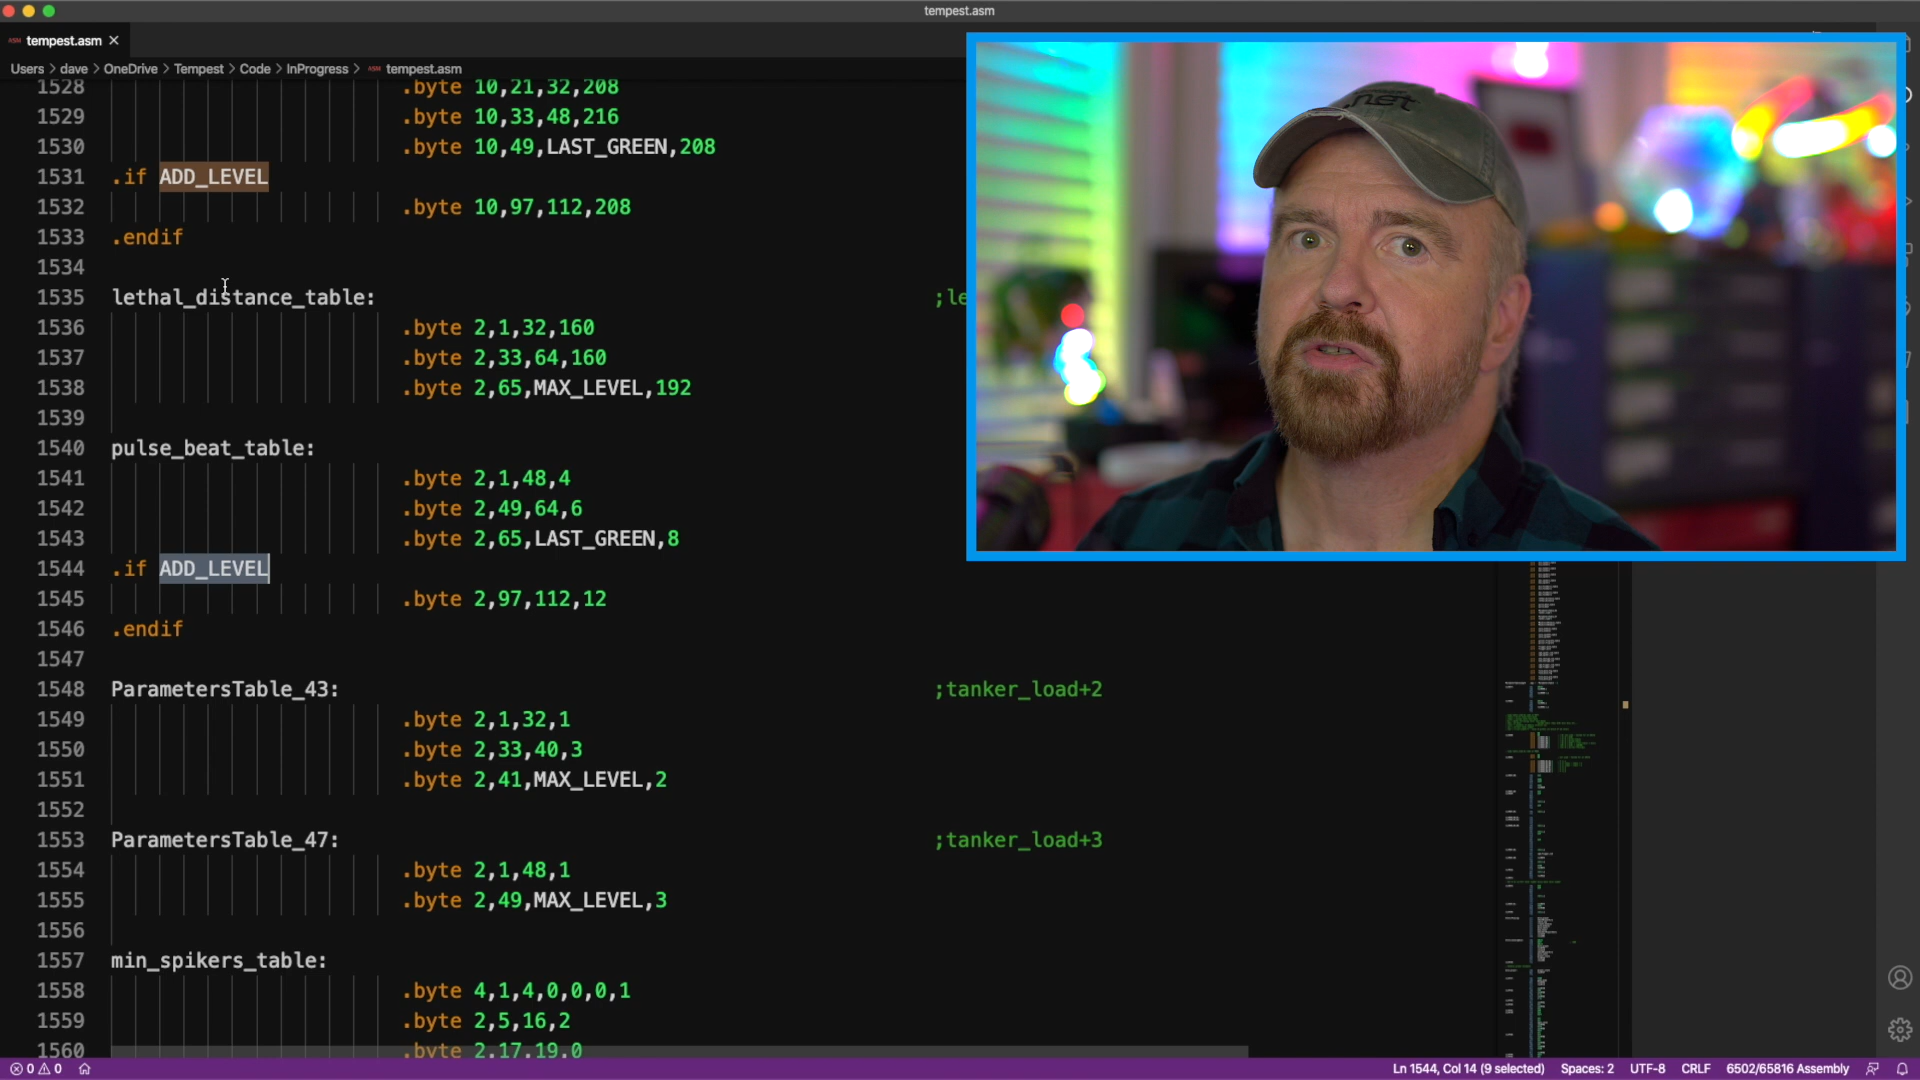 tempest.asm
tempest.asm
Users > dave > OneDrive > Tempest > Code > InProgress > tempest.asm
1528 .byte 10,21,32,208
1529 .byte 10,33,48,216
1530 .byte 10,49,LAST_GREEN,208
1531 .if ADD_LEVEL
1532 .byte 10,97,112,208
1533 .endif
1534
1535 lethal_distance_table: ;le
1536 .byte 2,1,32,160
1537 .byte 2,33,64,160
1538 .byte 2,65,MAX_LEVEL,192
1539
1540 pulse_beat_table:
1541 .byte 2,1,48,4
1542 .byte 2,49,64,6
1543 .byte 2,65,LAST_GREEN,8
1544 .if ADD_LEVEL
1545 .byte 2,97,112,12
1546 .endif
1547
1548 ParametersTable_43: ;tanker_load+2
1549 .byte 2,1,32,1
1550 .byte 2,33,40,3
1551 .byte 2,41,MAX_LEVEL,2
1552
1553 ParametersTable_47: ;tanker_load+3
1554 .byte 2,1,48,1
1555 .byte 2,49,MAX_LEVEL,3
1556
1557 min_spikers_table:
1558 .byte 4,1,4,0,0,0,1
1559 .byte 2,5,16,2
1560 .byte 2,17,19,0
.net
0 0 Ln 1544, Col 14 (9 selected) Spaces: 2 UTF-8 CRLF 6502/65816 Assembly